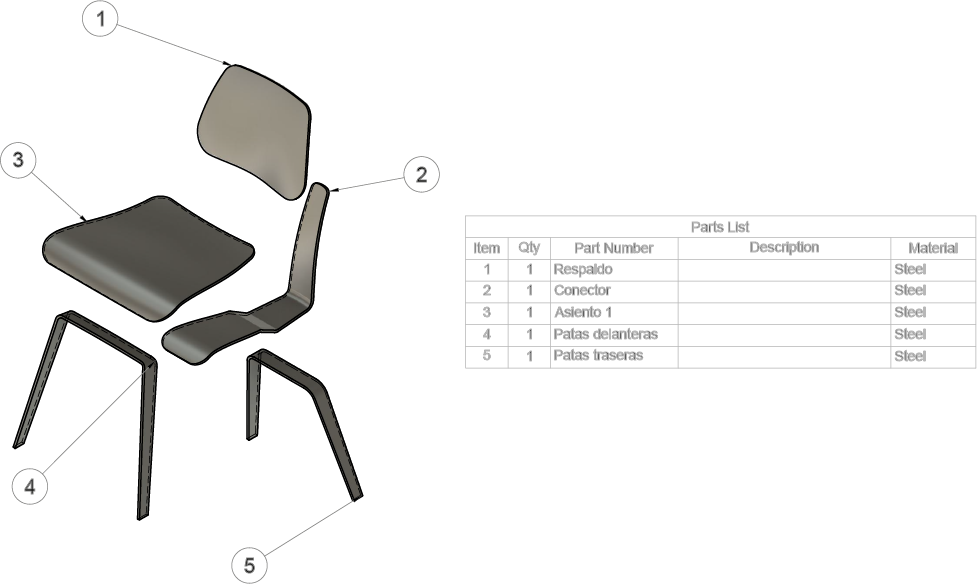 1
2
3
4
5
Parts List
Item Qty Part Number Description Material
1 1 Respaldo Steel
2 1 Conector Steel
3 1 Asiento 1 Steel
4 1 Patas delanteras Steel
5 1 Patas traseras Steel